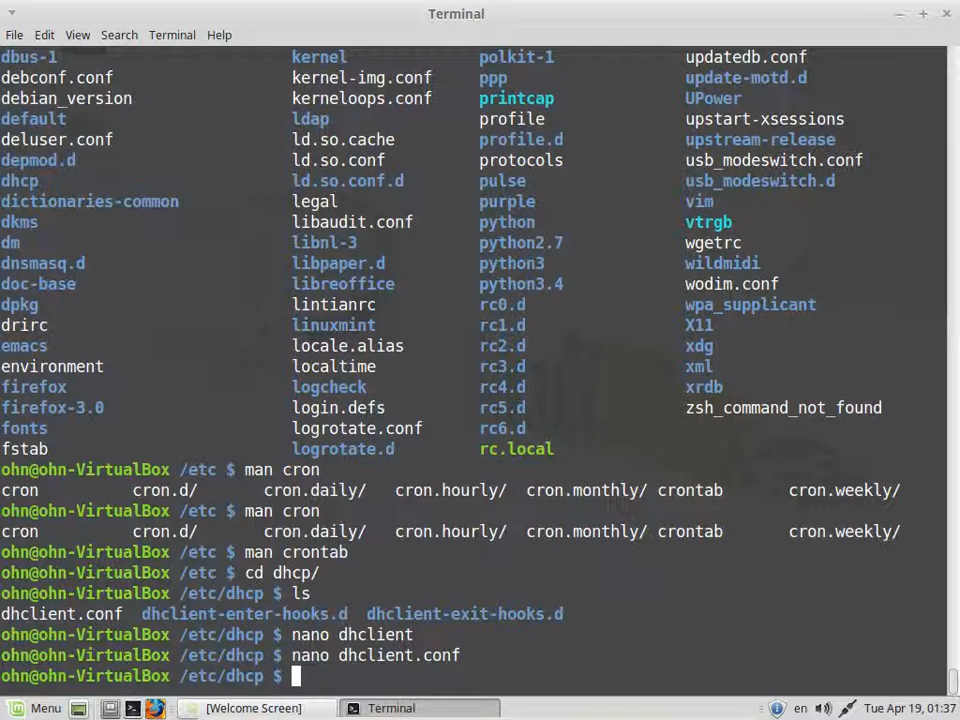 Terminal
File Edit View Search Terminal Help
dbus-1 kernel polkit-1 updatedb.conf
debconf.conf kernel-img.conf ppp update-motd.d
debian_version kerneloops.conf printcap UPower
default ldap profile upstart-xsessions
deluser.conf ld.so.cache profile.d upstream-release
depmod.d ld.so.conf protocols usb_modeswitch.conf
dhcp ld.so.conf.d pulse usb_modeswitch.d
dictionaries-common legal purple vim
dkms libaudit.conf python vtrgb
dm libnl-3 python2.7 wgetrc
dnsmasq.d libpaper.d python3 wildmidi
doc-base libreoffice python3.4 wodim.conf
dpkg lintianrc rc0.d wpa_supplicant
drirc linuxmint rc1.d X11
emacs locale.alias rc2.d xdg
environment localtime rc3.d xml
firefox logcheck rc4.d xrdb
firefox-3.0 login.defs rc5.d zsh_command_not_found
fonts logrotate.conf rc6.d
fstab logrotate.d rc.local
ohn@ohn-VirtualBox /etc $ man cron
cron cron.d/ cron.daily/ cron.hourly/ cron.monthly/ crontab cron.weekly/
ohn@ohn-VirtualBox /etc $ man cron
cron cron.d/ cron.daily/ cron.hourly/ cron.monthly/ crontab cron.weekly/
ohn@ohn-VirtualBox /etc $ man crontab
ohn@ohn-VirtualBox /etc $ cd dhcp/
ohn@ohn-VirtualBox /etc/dhcp $ ls
dhclient.conf dhclient-enter-hooks.d dhclient-exit-hooks.d
ohn@ohn-VirtualBox /etc/dhcp $ nano dhclient
ohn@ohn-VirtualBox /etc/dhcp $ nano dhclient.conf
ohn@ohn-VirtualBox /etc/dhcp $
Menu [Welcome Screen] Terminal en Tue Apr 19, 01:37